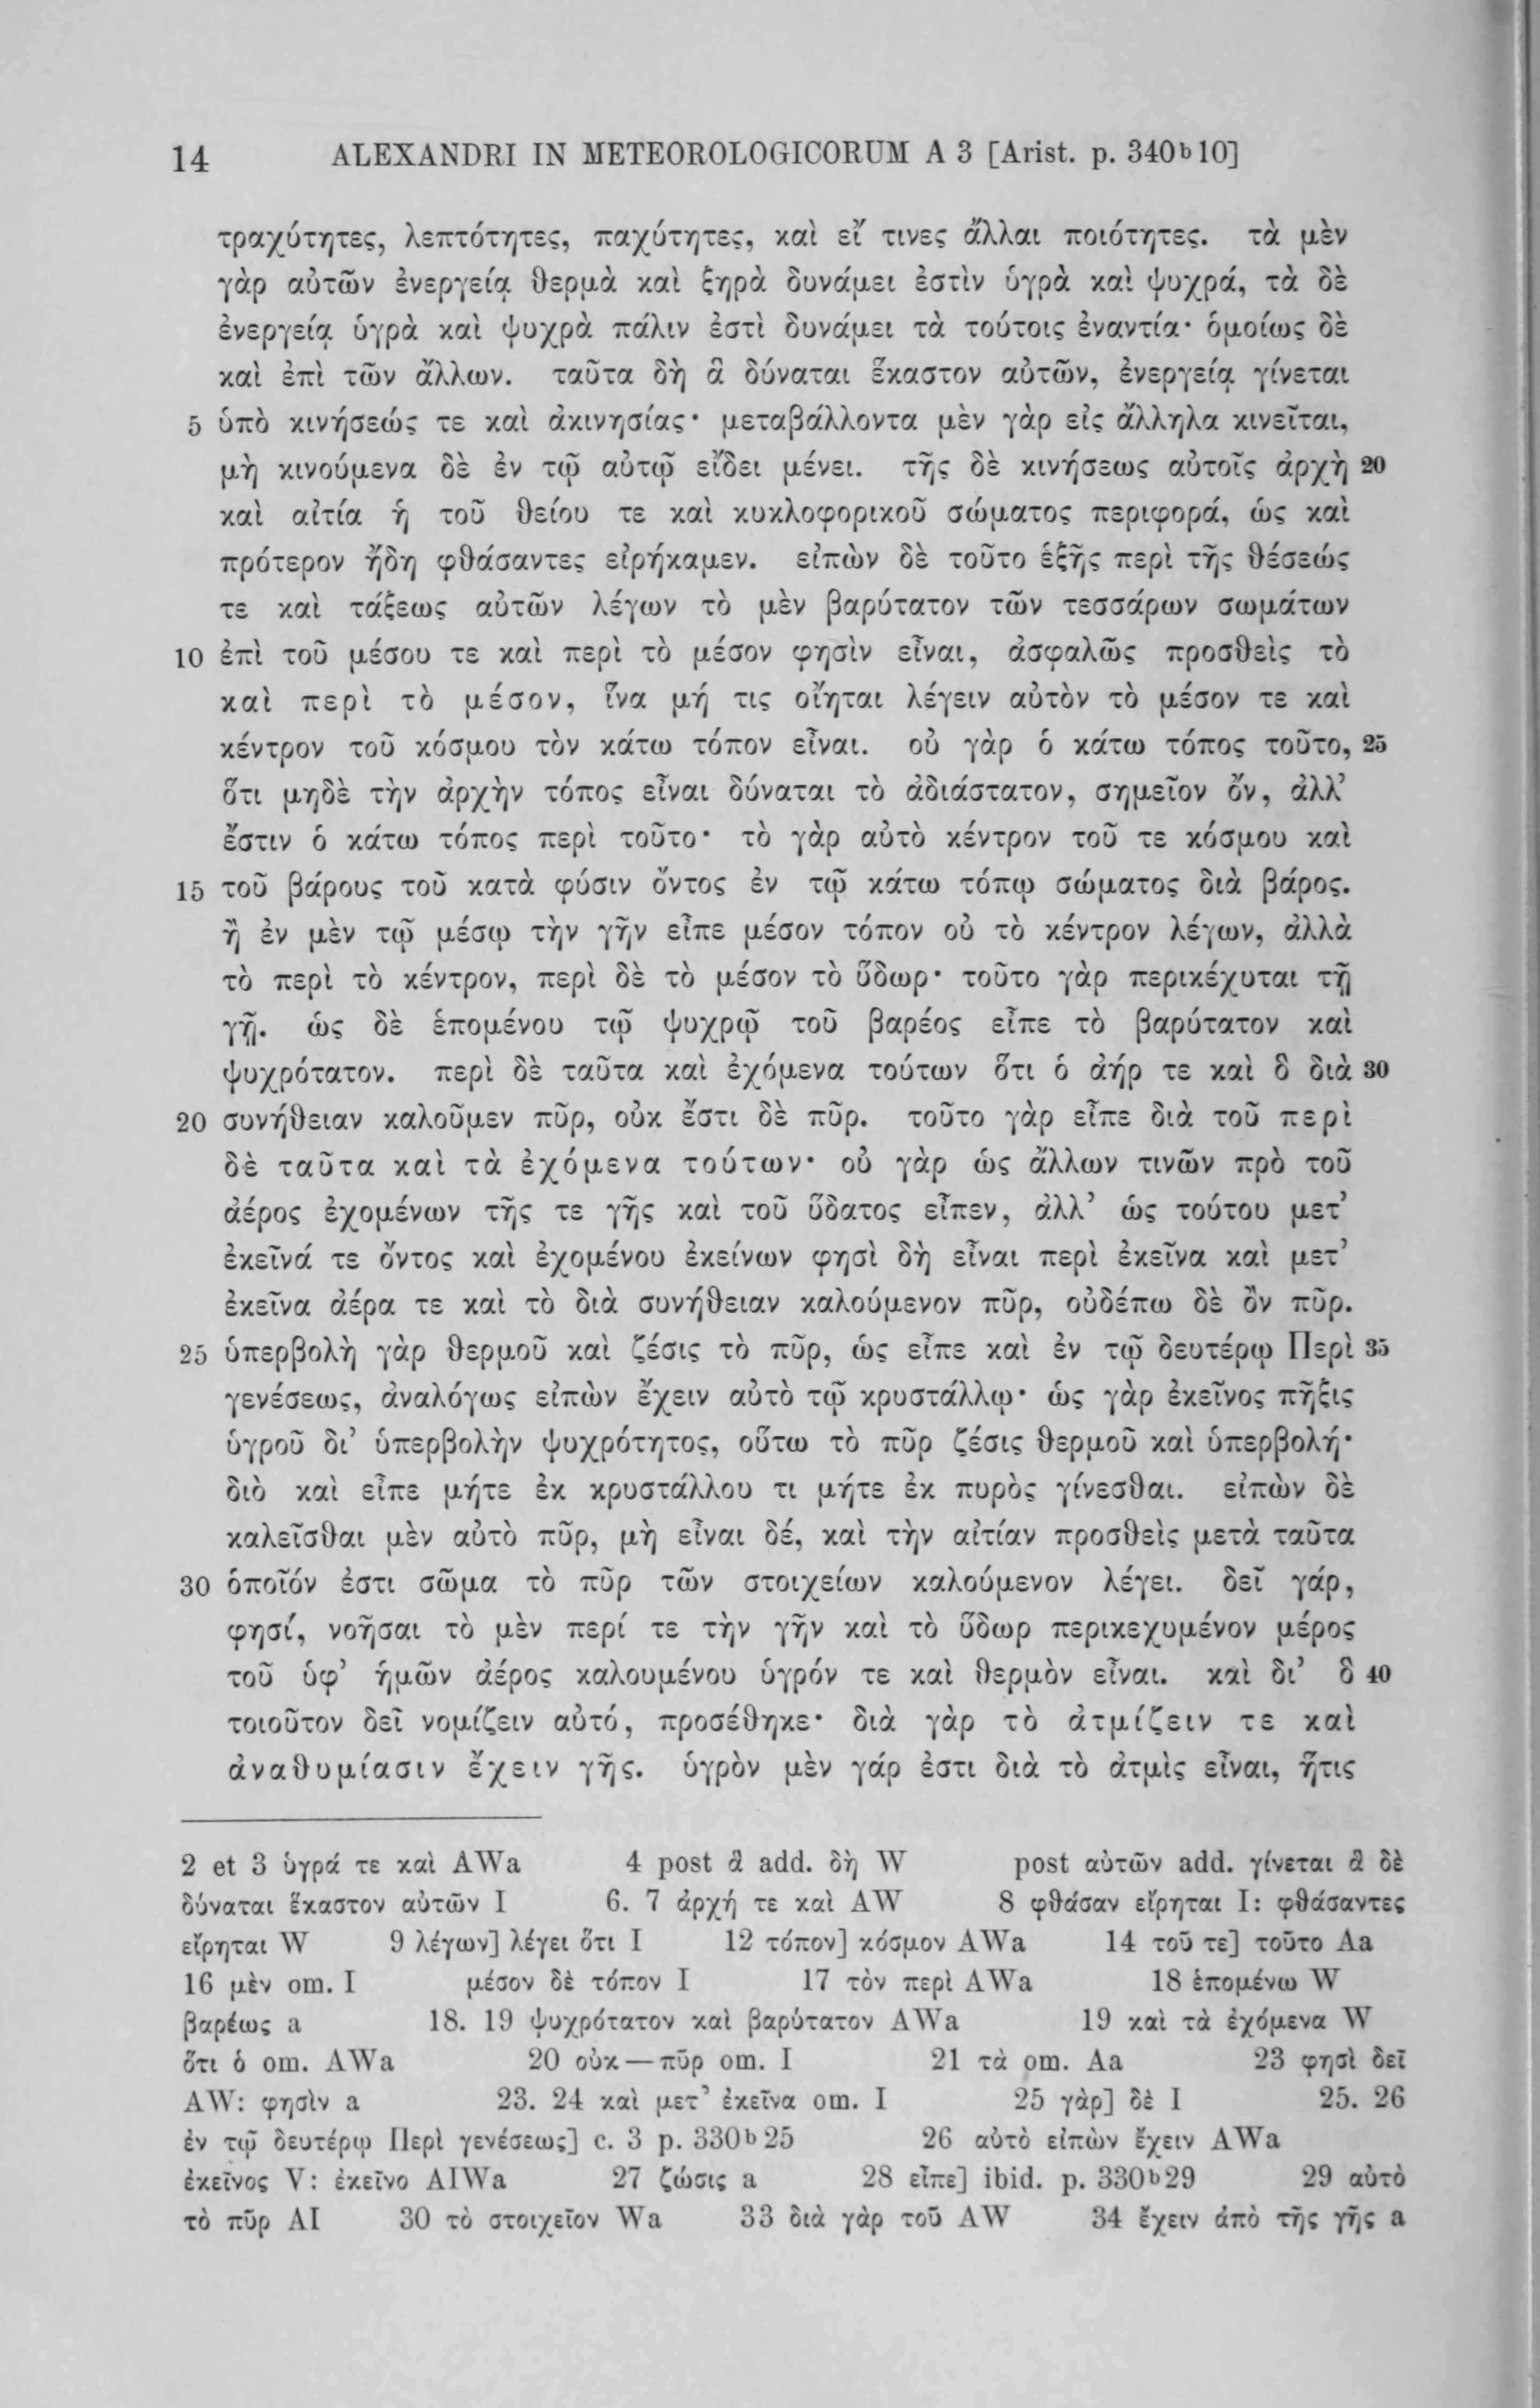 14 ALEXANDRI IN METEOROLOGICORUM A 3 [Arist. p. 340b10]
τραχύτητες, λεπτότητες, παχύτητες, καὶ εἴ τινες ἄλλαι ποιότητες. τὰ μὲν
γὰρ αὐτῶν ἐνεργείᾳ θερμὰ καὶ ξηρὰ δυνάμει ἐστὶν ὑγρὰ καὶ ψυχρά, τὰ δὲ
ἐνεργείᾳ ὑγρὰ καὶ ψυχρὰ πάλιν ἐστὶ δυνάμει τὰ τούτοις ἐναντία· ὁμοίως δὲ
καὶ ἐπὶ τῶν ἄλλων. ταῦτα δὴ ἃ δύναται ἕκαστον αὐτῶν, ἐνεργείᾳ γίνεται
5 ὑπὸ κινήσεώς τε καὶ ἀκινησίας· μεταβάλλοντα μὲν γὰρ εἰς ἄλληλα κινεῖται,
μὴ κινούμενα δὲ ἐν τῷ αὐτῷ εἴδει μένει. τῆς δὲ κινήσεως αὐτοῖς ἀρχὴ 20
καὶ αἰτία ἡ τοῦ θείου τε καὶ κυκλοφορικοῦ σώματος περιφορά, ὡς καὶ
πρότερον ἤδη φθάσαντες εἰρήκαμεν. εἰπὼν δὲ τοῦτο ἑξῆς περὶ τῆς θέσεώς
τε καὶ τάξεως αὐτῶν λέγων τὸ μὲν βαρύτατον τῶν τεσσάρων σωμάτων
10 ἐπὶ τοῦ μέσου τε καὶ περὶ τὸ μέσον φησὶν εἶναι, ἀσφαλῶς προσθεὶς τὸ
καὶ περὶ τὸ μέσον, ἵνα μή τις οἴηται λέγειν αὐτὸν τὸ μέσον τε καὶ
κέντρον τοῦ κόσμου τὸν κάτω τόπον εἶναι. οὐ γὰρ ὁ κάτω τόπος τοῦτο, 25
ὅτι μηδὲ τὴν ἀρχὴν τόπος εἶναι δύναται τὸ ἀδιάστατον, σημεῖον ὄν, ἀλλ’
ἔστιν ὁ κάτω τόπος περὶ τοῦτο· τὸ γὰρ αὐτὸ κέντρον τοῦ τε κόσμου καὶ
15 τοῦ βάρους τοῦ κατὰ φύσιν ὄντος ἐν τῷ κάτω τόπῳ σώματος διὰ βάρος.
ἢ ἐν μὲν τῷ μέσῳ τὴν γῆν εἶπε μέσον τόπον οὐ τὸ κέντρον λέγων, ἀλλὰ
τὸ περὶ τὸ κέντρον, περὶ δὲ τὸ μέσον τὸ ὕδωρ· τοῦτο γὰρ περικέχυται τῇ
γῇ. ὡς δὲ ἑπομένου τῷ ψυχρῷ τοῦ βαρέος εἶπε τὸ βαρύτατον καὶ
ψυχρότατον. περὶ δὲ ταῦτα καὶ ἐχόμενα τούτων ὅτι ὁ ἀήρ τε καὶ ὃ διὰ 30
20 συνήθειαν καλοῦμεν πῦρ, οὐκ ἔστι δὲ πῦρ. τοῦτο γὰρ εἶπε διὰ τοῦ περὶ
δὲ ταῦτα καὶ τὰ ἐχόμενα τούτων· οὐ γὰρ ὡς ἄλλων τινῶν πρὸ τοῦ
ἀέρος ἐχομένων τῆς τε γῆς καὶ τοῦ ὕδατος εἶπεν, ἀλλ’ ὡς τούτου μετ’
ἐκεῖνά τε ὄντος καὶ ἐχομένου ἐκείνων φησὶ δὴ εἶναι περὶ ἐκεῖνα καὶ μετ’
ἐκεῖνα ἀέρα τε καὶ τὸ διὰ συνήθειαν καλούμενον πῦρ, οὐδέπω δὲ ὂν πῦρ.
25 ὑπερβολὴ γὰρ θερμοῦ καὶ ζέσις τὸ πῦρ, ὡς εἶπε καὶ ἐν τῷ δευτέρῳ Περὶ 35
γενέσεως, ἀναλόγως εἰπὼν ἔχειν αὐτὸ τῷ κρυστάλλῳ· ὡς γὰρ ἐκεῖνος πῆξις
ὑγροῦ δι’ ὑπερβολὴν ψυχρότητος, οὕτω τὸ πῦρ ζέσις θερμοῦ καὶ ὑπερβολή·
διὸ καὶ εἶπε μήτε ἐκ κρυστάλλου τι μήτε ἐκ πυρὸς γίνεσθαι. εἰπὼν δὲ
καλεῖσθαι μὲν αὐτὸ πῦρ, μὴ εἶναι δέ, καὶ τὴν αἰτίαν προσθεὶς μετὰ ταῦτα
30 ὁποῖόν ἐστι σῶμα τὸ πῦρ τῶν στοιχείων καλούμενον λέγει. δεῖ γάρ,
φησί, νοῆσαι τὸ μὲν περί τε τὴν γῆν καὶ τὸ ὕδωρ περικεχυμένον μέρος
τοῦ ὑφ’ ἡμῶν ἀέρος καλουμένου ὑγρόν τε καὶ θερμὸν εἶναι. καὶ δι’ ὃ 40
τοιοῦτον δεῖ νομίζειν αὐτό, προσέθηκε· διὰ γὰρ τὸ ἀτμίζειν τε καὶ
ἀναθυμίασιν ἔχειν γῆς. ὑγρὸν μὲν γάρ ἐστι διὰ τὸ ἀτμὶς εἶναι, ἥτις
2 et 3 ὑγρά τε καὶ AWa 4 post ἃ add. δὴ W post αὐτῶν add. γίνεται ἃ δὲ
δύναται ἕκαστον αὐτῶν I 6. 7 ἀρχή τε καὶ AW 8 φθάσαν εἴρηται I: φθάσαντες
εἴρηται W 9 λέγων] λέγει ὅτι I 12 τόπον] κόσμον AWa 14 τοῦ τε] τοῦτο Aa
16 μὲν om. I μέσον δὲ τόπον I 17 τὸν περὶ AWa 18 ἑπομένω W
βαρέως a 18. 19 ψυχρότατον καὶ βαρύτατον AWa 19 καὶ τὰ ἐχόμενα W
ὅτι ὁ om. AWa 20 οὐκ — πῦρ om. I 21 τὰ om. Aa 23 φησὶ δεῖ
AW: φησὶν a 23. 24 καὶ μετ’ ἐκεῖνα om. I 25 γὰρ] δὲ I 25. 26
ἐν τῷ δευτέρῳ Περὶ γενέσεως] c. 3 p. 330b25 26 αὐτὸ εἰπὼν ἔχειν AWa
ἐκεῖνος V: ἐκεῖνο AIWa 27 ζώσις a 28 εἶπε] ibid. p. 330b29 29 αὐτὸ
τὸ πῦρ AI 30 τὸ στοιχεῖον Wa 33 διὰ γὰρ τοῦ AW 34 ἔχειν ἀπὸ τῆς γῆς a